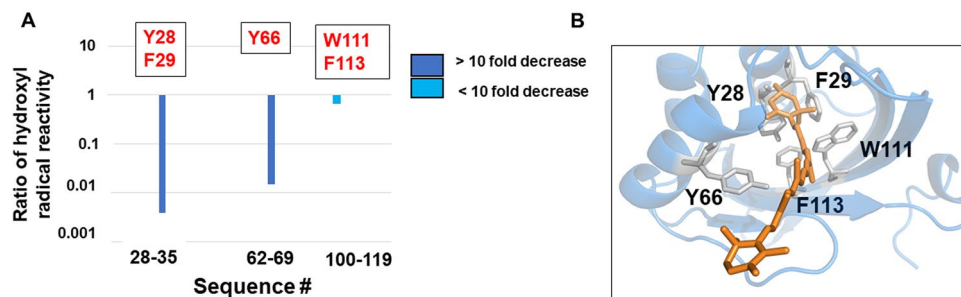 A
Ratio of hydroxyl
radical reactivity
10
1
0.1
0.01
0.001
Y28
F29
Y66
W111
F113
28-35
62-69
100-119
Sequence #
> 10 fold decrease
< 10 fold decrease
B
Y28
F29
W111
Y66
F113